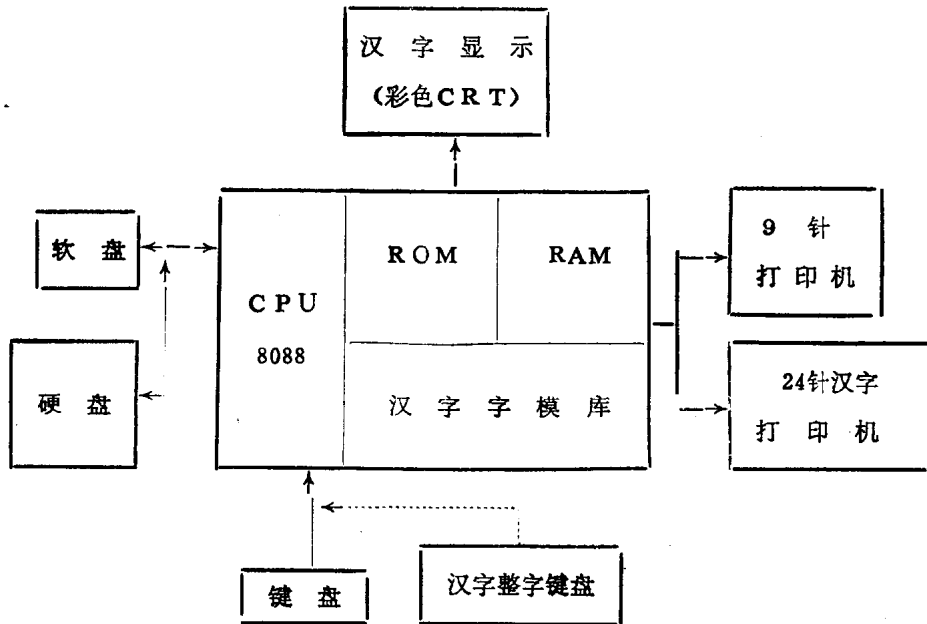 汉字显示
(彩色CRT)
软盘
CPU
8088
ROM
RAM
9针
打印机
硬盘
汉字字模库
24针汉字
打印机
键盘
汉字整字键盘